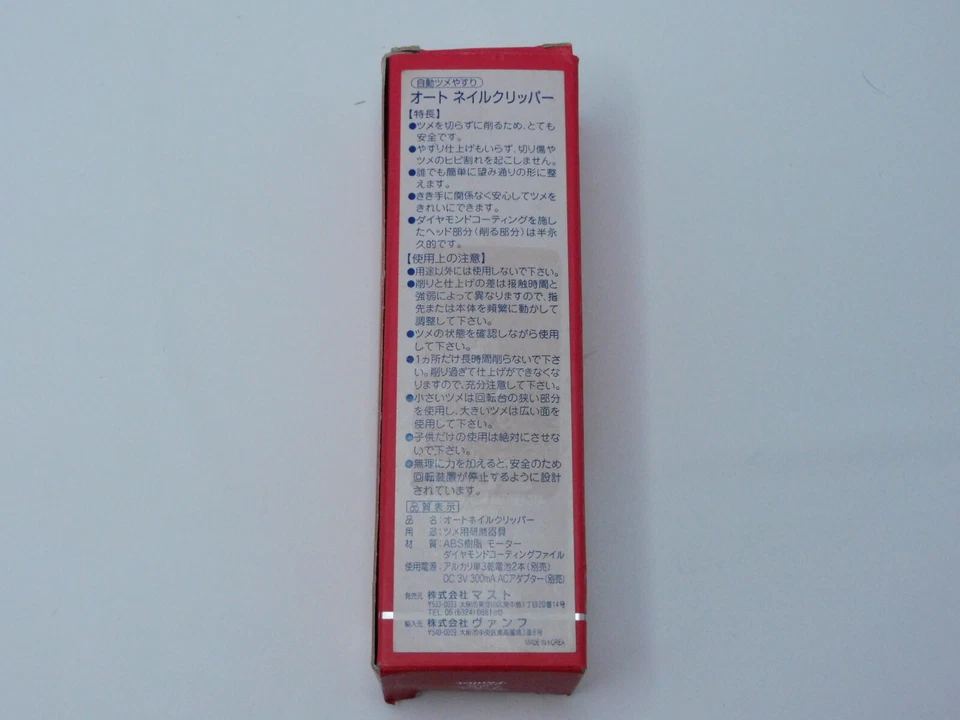 自動ツメやすり
オート ネイルクリッパー
【特長】
●ツメを切らずに削るため、とても
安全です。
●やすり仕上げもいらず、切り傷や
ツメのヒビ割れを起こしません。
●誰でも簡単に望み通りの形に整
えます。
●きき手に関係なく安心してツメを
きれいにできます。
●ダイヤモンドコーティングを施し
たヘッド部分(削る部分)は半永
久的です。
【使用上の注意】
●用途以外には使用しないで下さい。
●削りと仕上げの差は接触時間と
強弱によって異なりますので、指
先または本体を頻繁に動かして
調整して下さい。
●ツメの状態を確認しながら使用
して下さい。
●1ヵ所だけ長時間削らないで下さ
い。削り過ぎて仕上げができなくな
りますので、充分注意して下さい。
●小さいツメは回転台の狭い部分
を使用し、大きいツメは広い面を
使用して下さい。
●子供だけの使用は絶対にさせな
いで下さい。
●無理に力を加えると、安全のため
回転装置が停止するように設計
されています。
品質表示
品 名：オートネイルクリッパー
用 途：ツメ用研磨器具
材 質：ABS樹脂 モーター
ダイヤモンドコーティングファイル
使用電源：アルカリ単3乾電池2本(別売)
DC 3V 300mA ACアダプター(別売)
発売元 株式会社 マスト
輸入元 株式会社 ヴァンフ
MADE IN KOREA